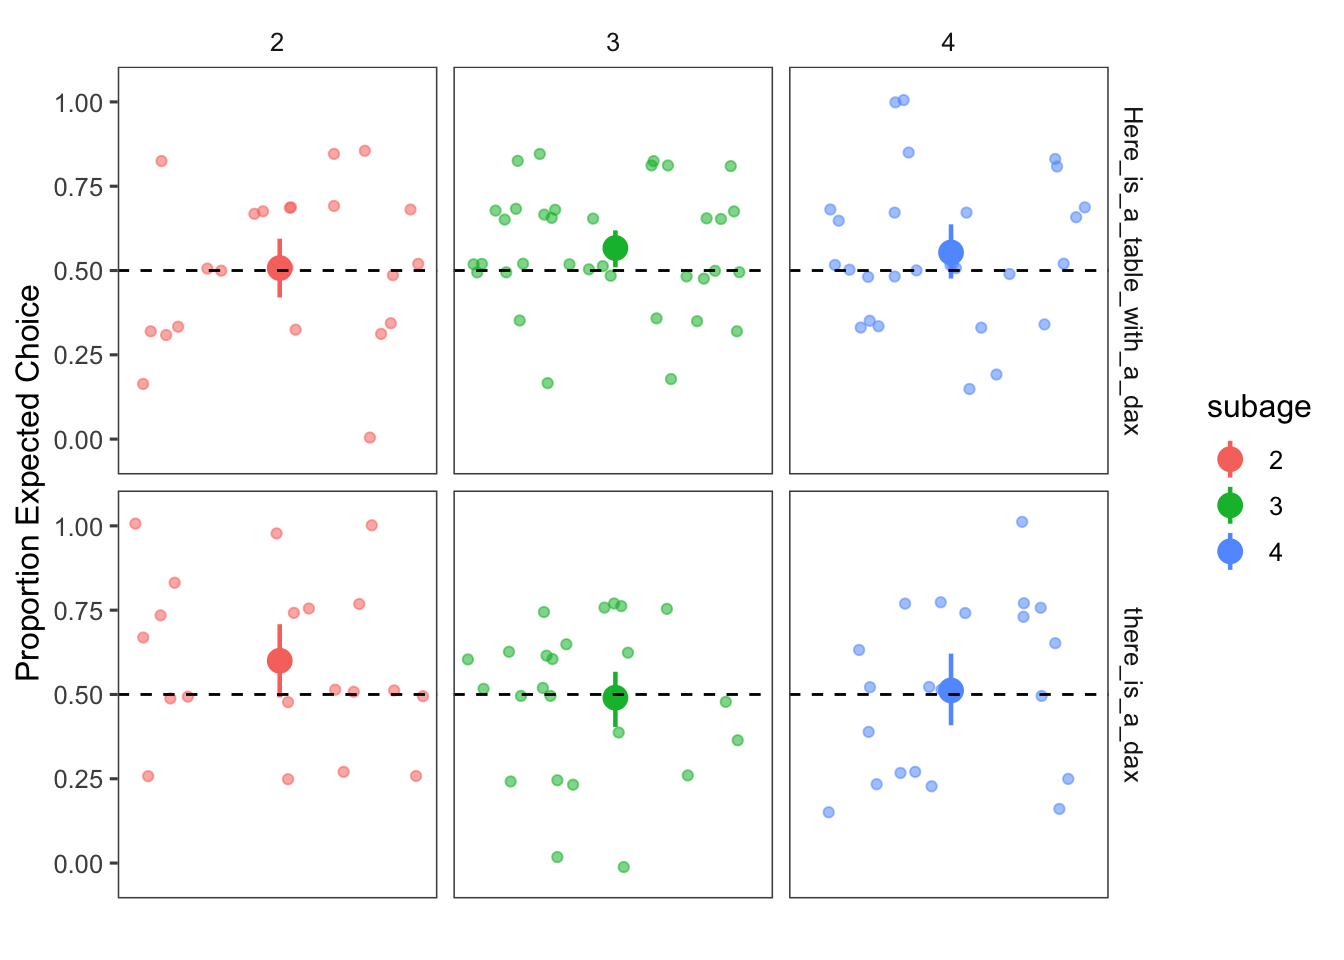 2 3 4
1.00
0.75
0.50
0.25
0.00
Here_is_a_table_with_a_dax
1.00
0.75
0.50
0.25
0.00
there_is_a_dax
Proportion Expected Choice
subage
2
3
4